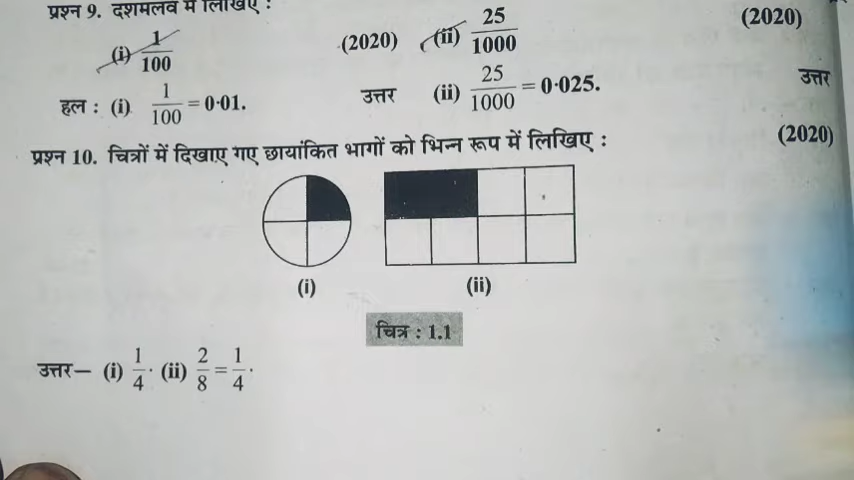 प्रश्न 9. दशमलव में लिखिए :
(i) 1/100 (2020) (ii) 25/1000 (2020)
हल : (i) 1/100 = 0·01. उत्तर (ii) 25/1000 = 0·025. उत्तर
प्रश्न 10. चित्रों में दिखाए गए छायांकित भागों को भिन्न रूप में लिखिए : (2020)
(i) (ii)
चित्र : 1.1
उत्तर— (i) 1/4. (ii) 2/8 = 1/4.